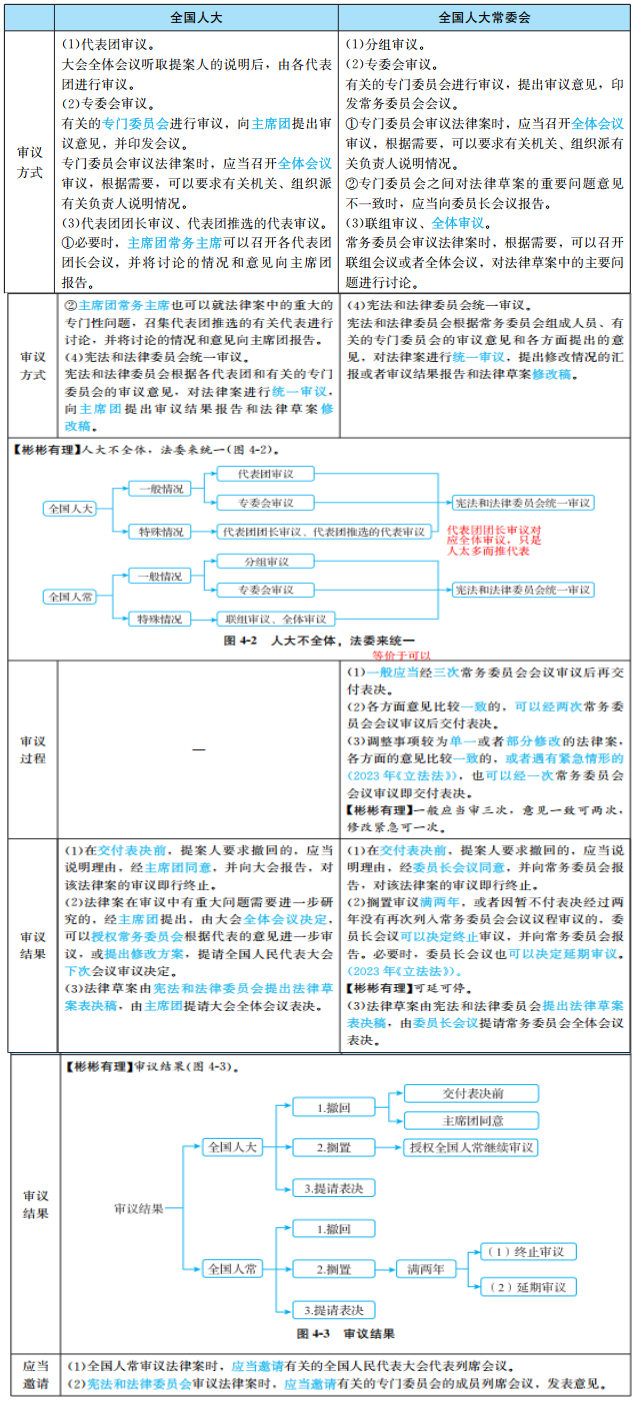 全国人大
全国人大常委会
审议
方式
(1)代表团审议。
大会全体会议听取提案人的说明后，由各代表
团进行审议。
(2)专委会审议。
有关的专门委员会进行审议，向主席团提出审
议意见，并印发会议。
专门委员会审议法律案时，应当召开全体会议
审议，根据需要，可以要求有关机关、组织派
有关负责人说明情况。
(3)代表团团长审议、代表团推选的代表审议。
①必要时，主席团常务主席可以召开各代表团
团长会议，并将讨论的情况和意见向主席团
报告。
(1)分组审议。
(2)专委会审议。
有关的专门委员会进行审议，提出审议意见，印
发常务委员会会议。
①专门委员会审议法律案时，应当召开全体会议
审议，根据需要，可以要求有关机关、组织派有
关负责人说明情况。
②专门委员会之间对法律草案的重要问题意见
不一致时，应当向委员长会议报告。
(3)联组审议、全体审议。
常务委员会审议法律案时，根据需要，可以召开
联组会议或者全体会议，对法律草案中的主要问
题进行讨论。
审议
方式
②主席团常务主席也可以就法律案中的重大的
专门性问题，召集代表团推选的有关代表进行
讨论，并将讨论的情况和意见向主席团报告。
(4)宪法和法律委员会统一审议。
宪法和法律委员会根据各代表团和有关的专门
委员会的审议意见，对法律案进行统一审议，
向主席团提出审议结果报告和法律草案修
改稿。
(4)宪法和法律委员会统一审议。
宪法和法律委员会根据常务委员会组成人员、有
关的专门委员会的审议意见和各方面提出的意
见，对法律案进行统一审议，提出修改情况的汇
报或者审议结果报告和法律草案修改稿。
【彬彬有理】人大不全体，法委来统一(图4-2)。
全国人大
一般情况
代表团审议
专委会审议
宪法和法律委员会统一审议
特殊情况
代表团团长审议、代表团推选的代表审议
代表团团长审议对
应全体审议，只是
人太多而推代表
全国人常
一般情况
分组审议
专委会审议
宪法和法律委员会统一审议
特殊情况
联组审议、全体审议
图4-2 人大不全体，法委来统一
等价于可以
审议
过程
—
(1)一般应当经三次常务委员会会议审议后再交
付表决。
(2)各方面意见比较一致的，可以经两次常务委
员会会议审议后交付表决。
(3)调整事项较为单一或者部分修改的法律案，
各方面的意见比较一致的，或者遇有紧急情形的
(2023年《立法法》)，也可以经一次常务委员会
会议审议即交付表决。
【彬彬有理】一般应当审三次，意见一致可两次，
修改紧急可一次。
审议
结果
(1)在交付表决前，提案人要求撤回的，应当
说明理由，经主席团同意，并向大会报告，对
该法律案的审议即行终止。
(2)法律案在审议中有重大问题需要进一步研
究的，经主席团提出，由大会全体会议决定，
可以授权常务委员会根据代表的意见进一步审
议，或提出修改方案，提请全国人民代表大会
下次会议审议决定。
(3)法律草案由宪法和法律委员会提出法律草
案表决稿，由主席团提请大会全体会议表决。
(1)在交付表决前，提案人要求撤回的，应当说
明理由，经委员长会议同意，并向常务委员会报
告，对该法律案的审议即行终止。
(2)搁置审议满两年，或者因暂不付表决经过两
年没有再次列入常务委员会会议议程审议的，委
员长会议可以决定终止审议，并向常务委员会报
告。必要时，委员长会议也可以决定延期审议。
(2023年《立法法》)。
【彬彬有理】可延可停。
(3)法律草案由宪法和法律委员会提出法律草案
表决稿，由委员长会议提请常务委员会全体会议
表决。
审议
结果
【彬彬有理】审议结果(图4-3)。
审议结果
全国人大
1.撤回
交付表决前
主席团同意
2.搁置
授权全国人常继续审议
3.提请表决
全国人常
1.撤回
2.搁置
满两年
(1)终止审议
(2)延期审议
3.提请表决
图4-3 审议结果
应当
邀请
(1)全国人常审议法律案时，应当邀请有关的全国人民代表大会代表列席会议。
(2)宪法和法律委员会审议法律案时，应当邀请有关的专门委员会的成员列席会议，发表意见。